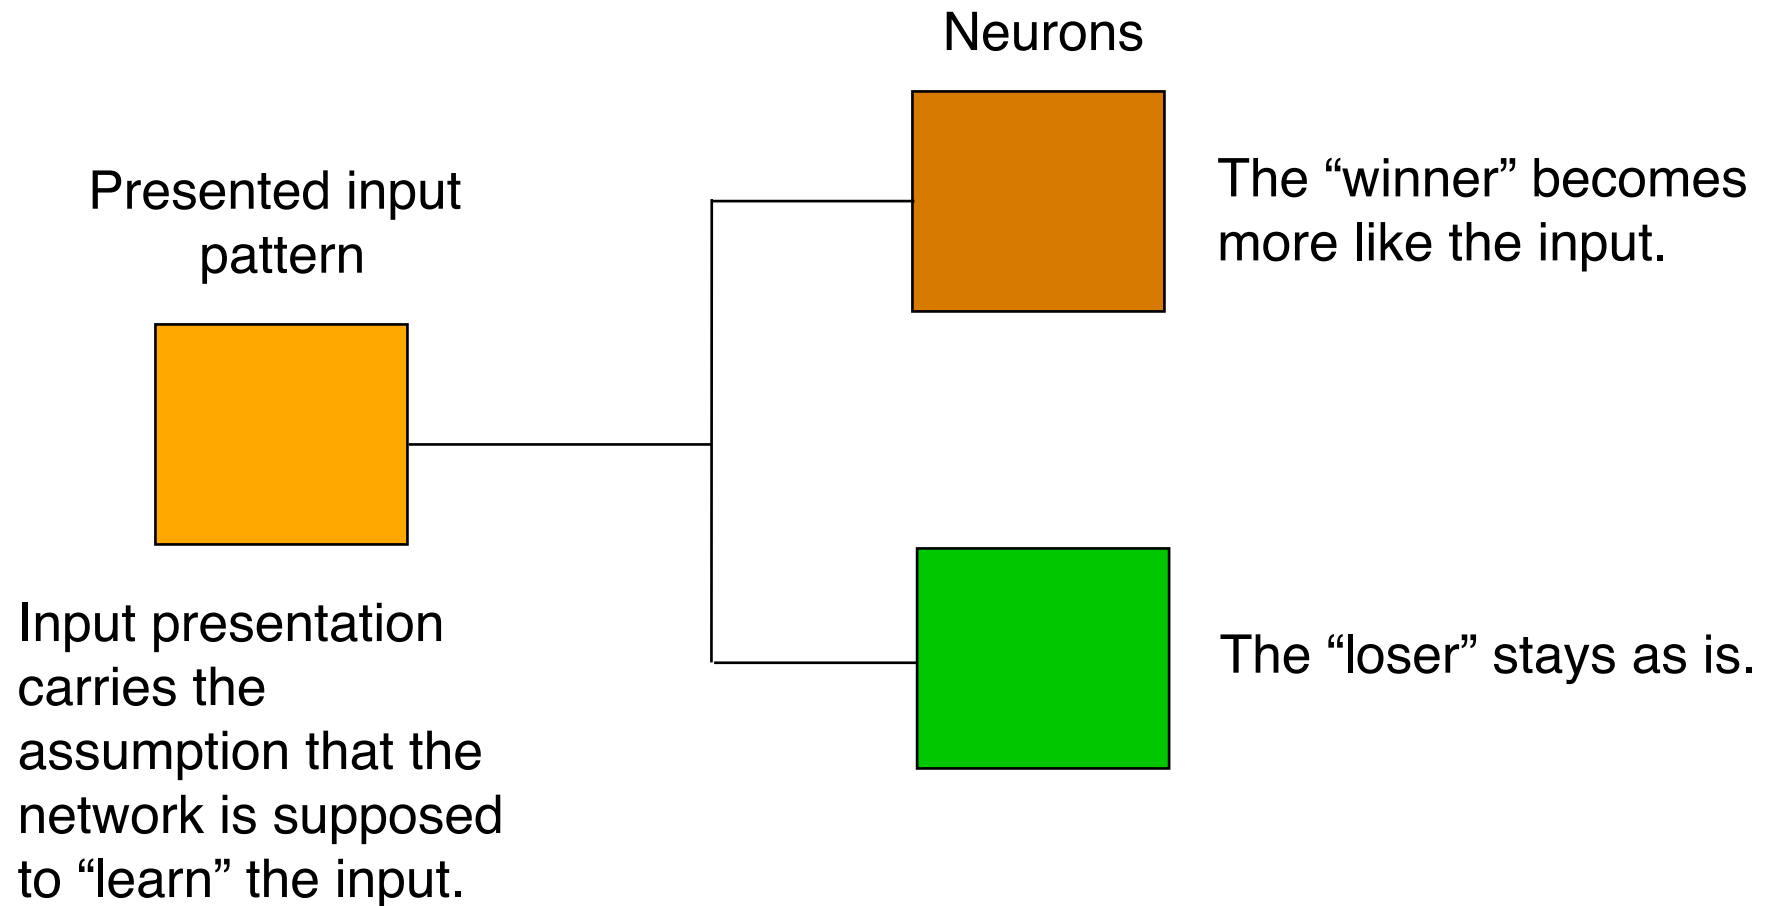 Neurons
Presented input
pattern
The “winner” becomes
more like the input.
Input presentation
carries the
assumption that the
network is supposed
to “learn” the input.
The “loser” stays as is.